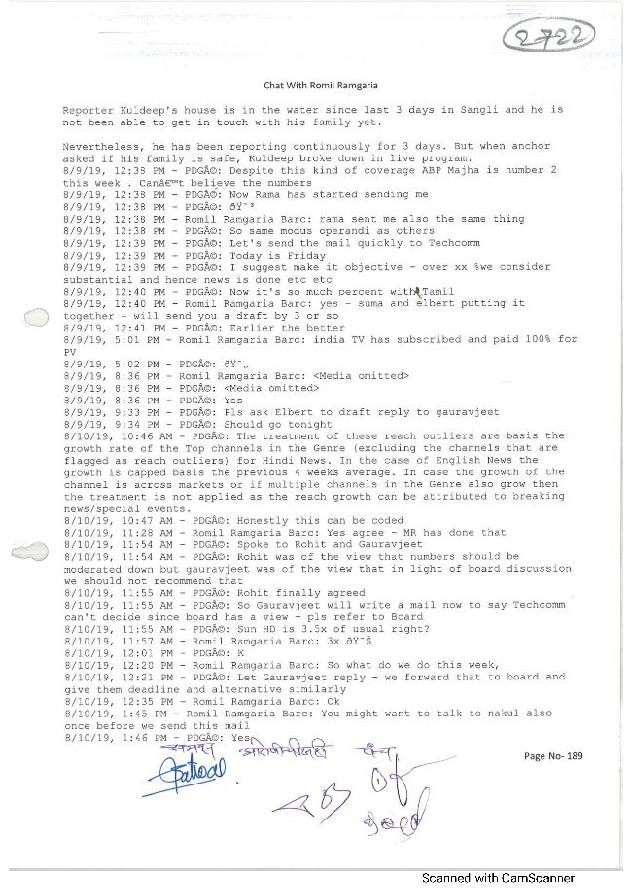 2722
Chat With Romil Ramgaria
Reporter Kuldeep's house is in the water since last 3 days in Sangli and he is
not been able to get in touch with his family yet.
Nevertheless, he has been reporting continuously for 3 days. But when anchor
asked if his family is safe, Kuldeep broke down in live program.
8/9/19, 12:38 PM - PDGÂ©: Despite this kind of coverage ABP Majha is number 2
this week . Canâ€™t believe the numbers
8/9/19, 12:38 PM - PDGÂ©: Now Rama has started sending me
8/9/19, 12:38 PM - PDGÂ©: ðŸ˜³
8/9/19, 12:38 PM - Romil Ramgaria Barc: rama sent me also the same thing
8/9/19, 12:38 PM - PDGÂ©: So same mocus operandi as others
8/9/19, 12:39 PM - PDGÂ©: Let's send the mail quickly to Techcomm
8/9/19, 12:39 PM - PDGÂ©: Today is Friday
8/9/19, 12:39 PM - PDGÂ©: I suggest make it objective - over xx %we consider
substantial and hence news is done etc etc
8/9/19, 12:40 PM - PDGÂ©: Now it's so much percent with Tamil
8/9/19, 12:40 PM - Romil Ramgaria Barc: yes - suma and elbert putting it
together - will send you a draft by 3 or so
8/9/19, 12:41 PM - PDGÂ©: Earlier the better
8/9/19, 5:01 PM - Romil Ramgaria Barc: india TV has subscribed and paid 100% for
PV
8/9/19, 5:02 PM - PDGÂ©:
8/9/19, 8:36 PM - Romil Ramgaria Barc: <Media omitted>
8/9/19, 8:36 PM - PDGÂ©: <Media omitted>
8/9/19, 8:36 PM - PDGÂ©: Yes
8/9/19, 9:33 PM - PDGÂ©: Pls ask Elbert to draft reply to gauravjeet
8/9/19, 9:34 PM - PDGÂ©: Should go tonight
8/10/19, 10:46 AM - PDGÂ©: The treatment of these reach outliers are basis the
growth rate of the Top channels in the Genre (excluding the channels that are
flagged as reach outliers) for Hindi News. In the case of English News the
growth is capped basis the previous 4 weeks average. In case the growth of the
channel is across markets or if multiple channels in the Genre also grow then
the treatment is not applied as the reach growth can be attributed to breaking
news/special events.
8/10/19, 10:47 AM - PDGÂ©: Honestly this can be coded
8/10/19, 11:28 AM - Romil Ramgaria Barc: Yes agree - MR has done that
8/10/19, 11:54 AM - PDGÂ©: Spoke to Rohit and Gauravjeet
8/10/19, 11:54 AM - PDGÂ©: Rohit was of the view that numbers should be
moderated down but gauravjeet was of the view that in light of board discussion
we should not recommend that
8/10/19, 11:55 AM - PDGÂ©: Rohit finally agreed
8/10/19, 11:55 AM - PDGÂ©: So Gauravjeet will write a mail now to say Techcomm
can't decide since board has a view - pls refer to Board
8/10/19, 11:55 AM - PDGÂ©: Sun HD is 3.5x of usual right?
8/10/19, 11:57 AM - Romil Ramgaria Barc: 3x ðŸ˜Š
8/10/19, 12:01 PM - PDGÂ©: K
8/10/19, 12:20 PM - Romil Ramgaria Barc: So what do we do this week,
8/10/19, 12:21 PM - PDGÂ©: Let Gauravjeet reply - we forward that to board and
give them deadline and alternative similarly
8/10/19, 12:35 PM - Romil Ramgaria Barc: Ok
8/10/19, 1:45 PM - Romil Ramgaria Barc: You might want to talk to nakul also
once before we send this mail
8/10/19, 1:46 PM - PDGÂ©: Yes
समक्ष पंच
Page No- 189
Scanned with CamScanner